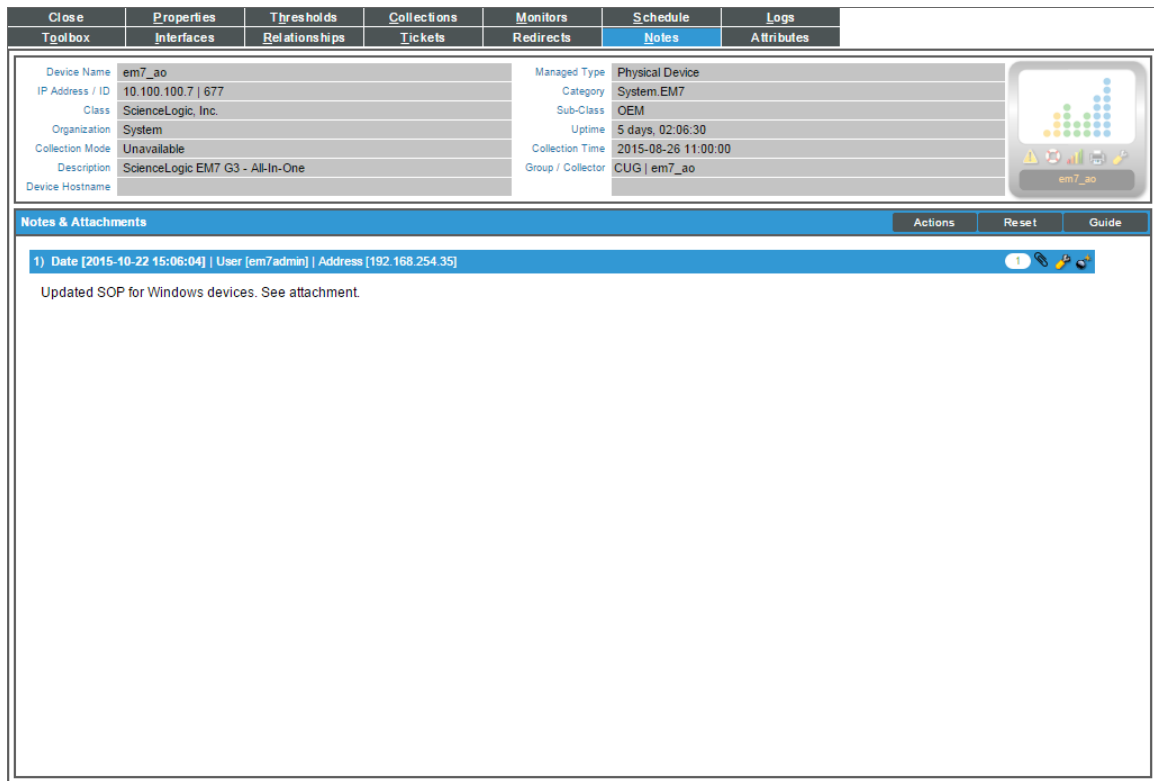 Close Properties Thresholds Collections Monitors Schedule Logs
Toolbox Interfaces Relationships Tickets Redirects Notes Attributes
Device Name em7_ao Managed Type Physical Device
IP Address / ID 10.100.100.7 | 677 Category System.EM7
Class ScienceLogic, Inc. Sub-Class OEM
Organization System Uptime 5 days, 02:06:30
Collection Mode Unavailable Collection Time 2015-08-26 11:00:00
Description ScienceLogic EM7 G3 - All-In-One Group / Collector CUG | em7_ao
Device Hostname
em7_ao
Notes & Attachments Actions Reset Guide
1) Date [2015-10-22 15:06:04] | User [em7admin] | Address [192.168.254.35] 1
Updated SOP for Windows devices. See attachment.